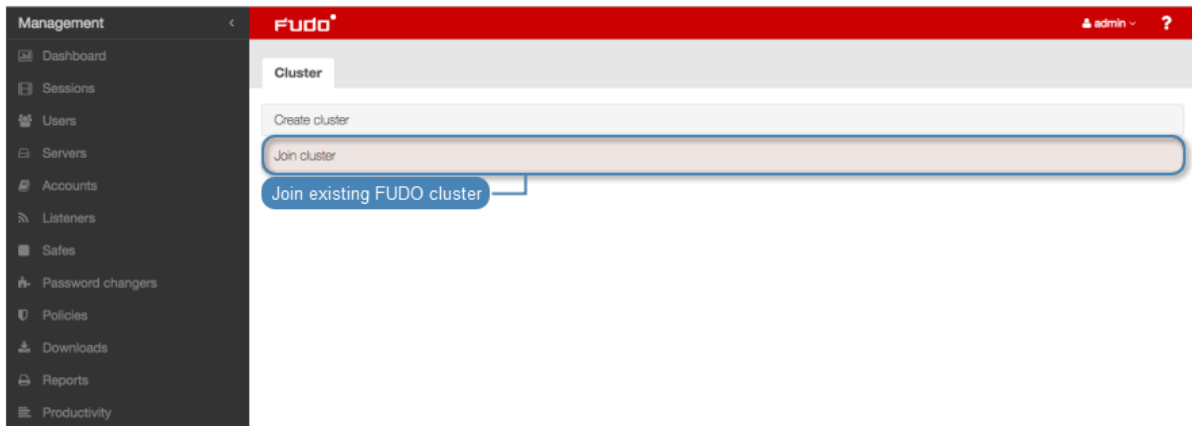 Management
Fudo
admin
?
Dashboard
Sessions
Users
Servers
Accounts
Listeners
Safes
Password changers
Policies
Downloads
Reports
Productivity
Cluster
Create cluster
Join cluster
Join existing FUDO cluster